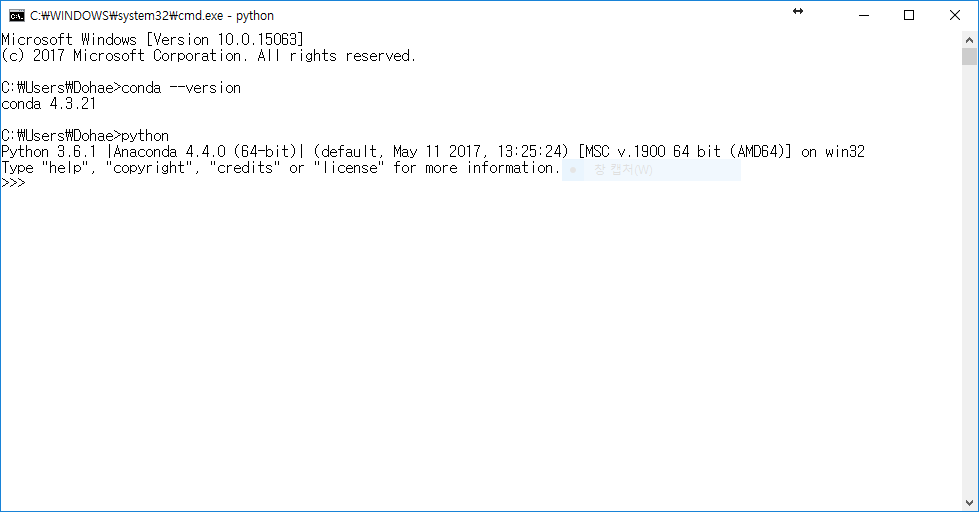 C:₩WINDOWS₩system32₩cmd.exe - python
Microsoft Windows [Version 10.0.15063]
(c) 2017 Microsoft Corporation. All rights reserved.
C:₩Users₩Dohae>conda --version
conda 4.3.21
C:₩Users₩Dohae>python
Python 3.6.1 |Anaconda 4.4.0 (64-bit)| (default, May 11 2017, 13:25:24) [MSC v.1900 64 bit (AMD64)] on win32
Type "help", "copyright", "credits" or "license" for more information.
창 캡처(W)
>>>